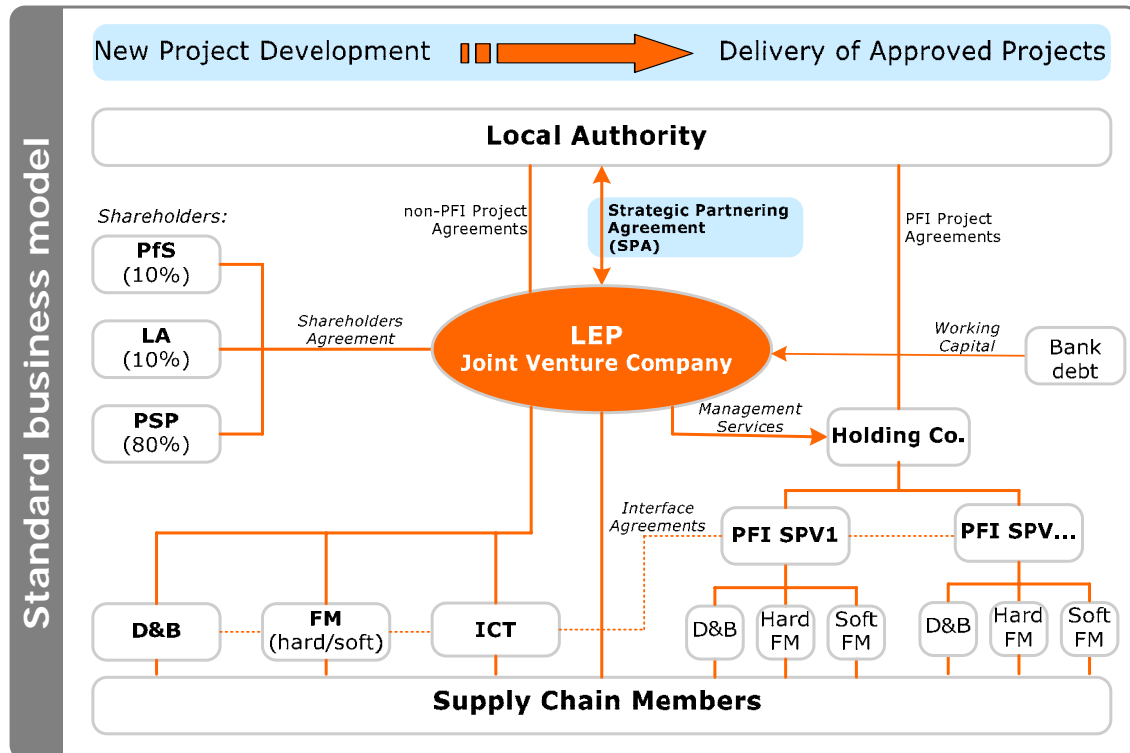 Standard business model
New Project Development
Delivery of Approved Projects
Local Authority
Shareholders:
PfS
(10%)
LA
(10%)
PSP
(80%)
Shareholders
Agreement
non-PFI Project
Agreements
Strategic Partnering
Agreement
(SPA)
PFI Project
Agreements
LEP
Joint Venture Company
Working
Capital
Bank
debt
Management
Services
Holding Co.
Interface
Agreements
PFI SPV1
PFI SPV...
D&B
FM
(hard/soft)
ICT
D&B
Hard
FM
Soft
FM
D&B
Hard
FM
Soft
FM
Supply Chain Members